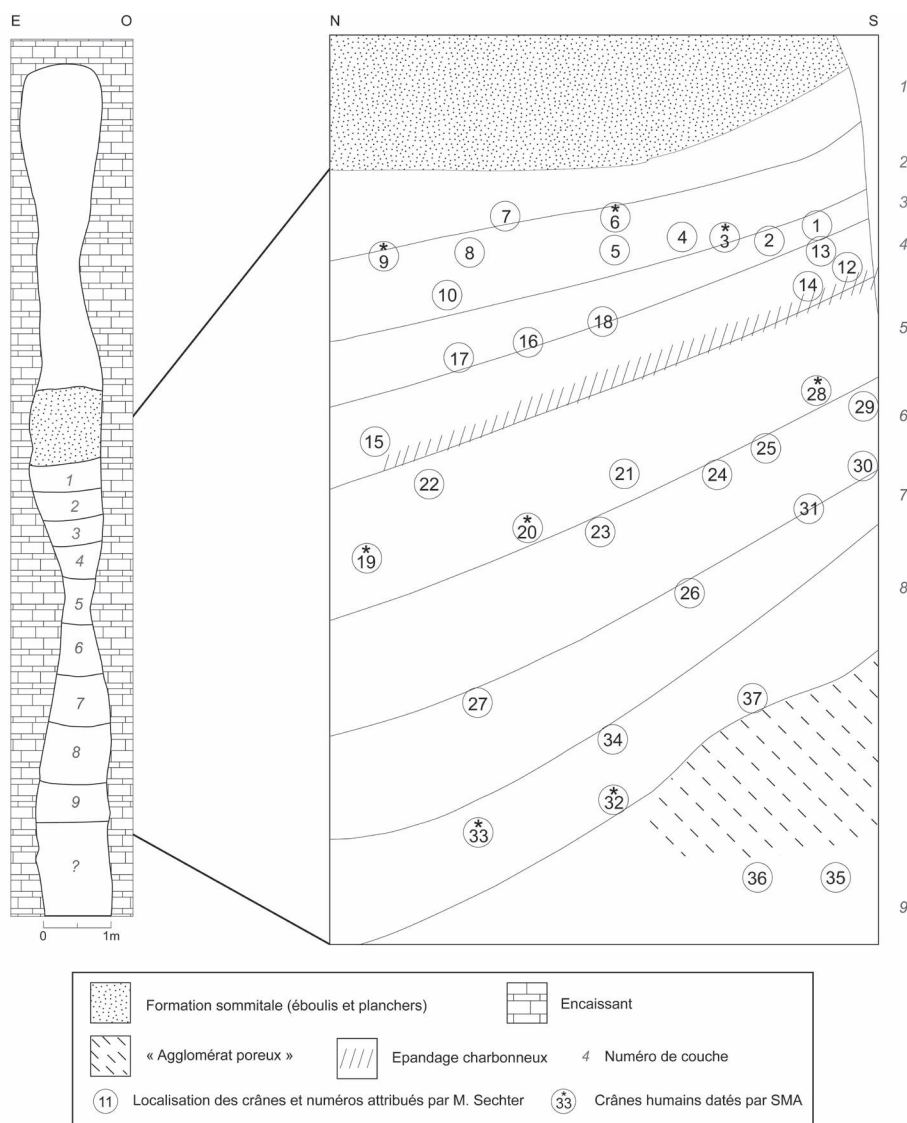 E O N S
1
2
3
7 6 4 3 2 1 4
* *
9 8 5 13
* 10 14 12
18
17 16 5
28
*
29 6
15
22 21 24 25 30
7
20 23 31
* 19
*
26 8
27 37
34
32
*
33
*
36 35
9
1
2
3
4
5
6
7
8
9
?
0 1m
Formation sommitale (éboulis et planchers) Encaissant
« Agglomérat poreux » Epandage charbonneux 4 Numéro de couche
11 Localisation des crânes et numéros attribués par M. Sechter * 33 Crânes humains datés par SMA